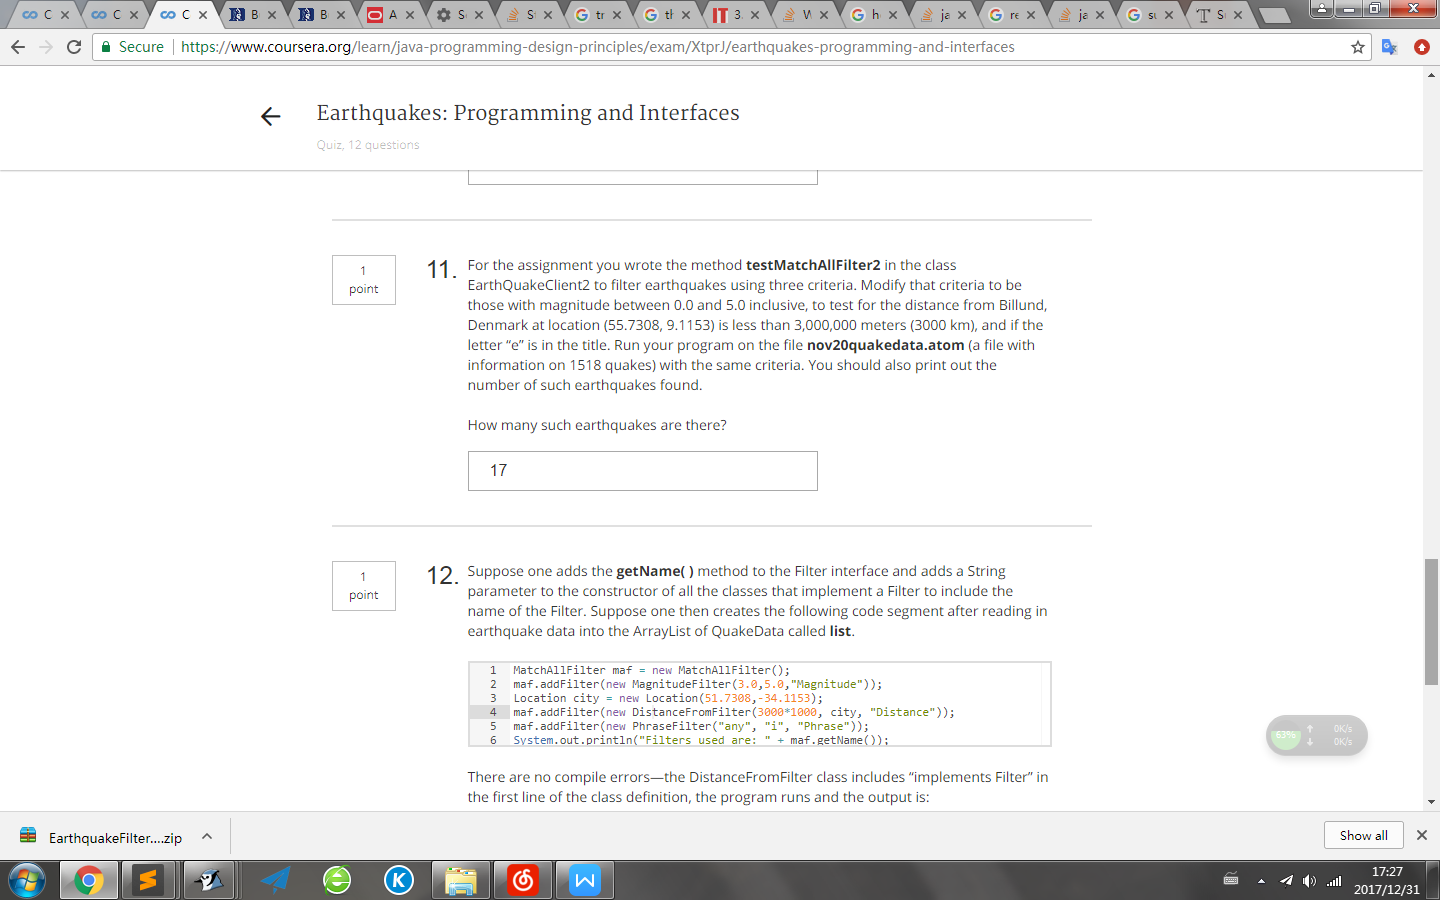 Secure https://www.coursera.org/learn/java-programming-design-principles/exam/XtprJ/earthquakes-programming-and-interfaces
Earthquakes: Programming and Interfaces
Quiz, 12 questions
1
point
11. For the assignment you wrote the method testMatchAllFilter2 in the class
EarthQuakeClient2 to filter earthquakes using three criteria. Modify that criteria to be
those with magnitude between 0.0 and 5.0 inclusive, to test for the distance from Billund,
Denmark at location (55.7308, 9.1153) is less than 3,000,000 meters (3000 km), and if the
letter “e” is in the title. Run your program on the file nov20quakedata.atom (a file with
information on 1518 quakes) with the same criteria. You should also print out the
number of such earthquakes found.
How many such earthquakes are there?
17
1
point
12. Suppose one adds the getName( ) method to the Filter interface and adds a String
parameter to the constructor of all the classes that implement a Filter to include the
name of the Filter. Suppose one then creates the following code segment after reading in
earthquake data into the ArrayList of QuakeData called list.
1 MatchAllFilter maf = new MatchAllFilter();
2 maf.addFilter(new MagnitudeFilter(3.0,5.0,"Magnitude"));
3 Location city = new Location(51.7308,-34.1153);
4 maf.addFilter(new DistanceFromFilter(3000*1000, city, "Distance"));
5 maf.addFilter(new PhraseFilter("any", "i", "Phrase"));
6 System.out.println("Filters used are: " + maf.getName());
63% 0K/s
0K/s
There are no compile errors—the DistanceFromFilter class includes “implements Filter” in
the first line of the class definition, the program runs and the output is:
EarthquakeFilter....zip
Show all
17:27
2017/12/31